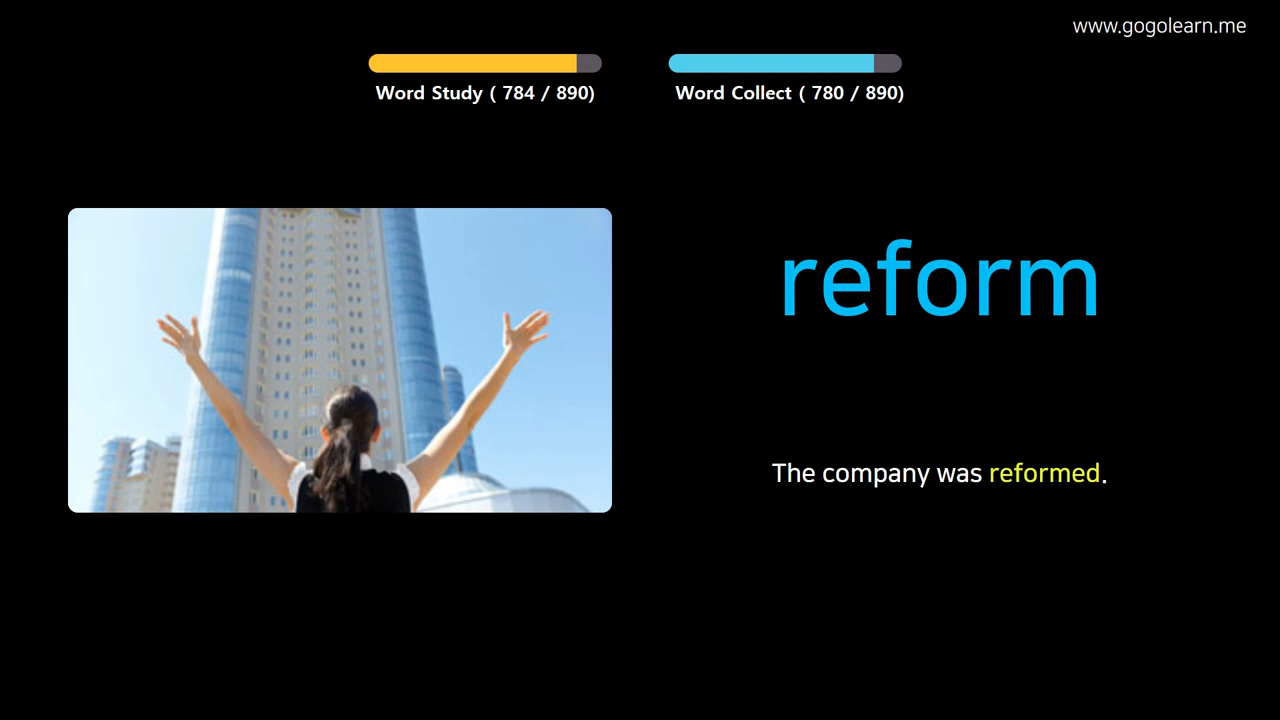 www.gogolearn.me
Word Study ( 784 / 890)
Word Collect ( 780 / 890)
reform
The company was reformed.